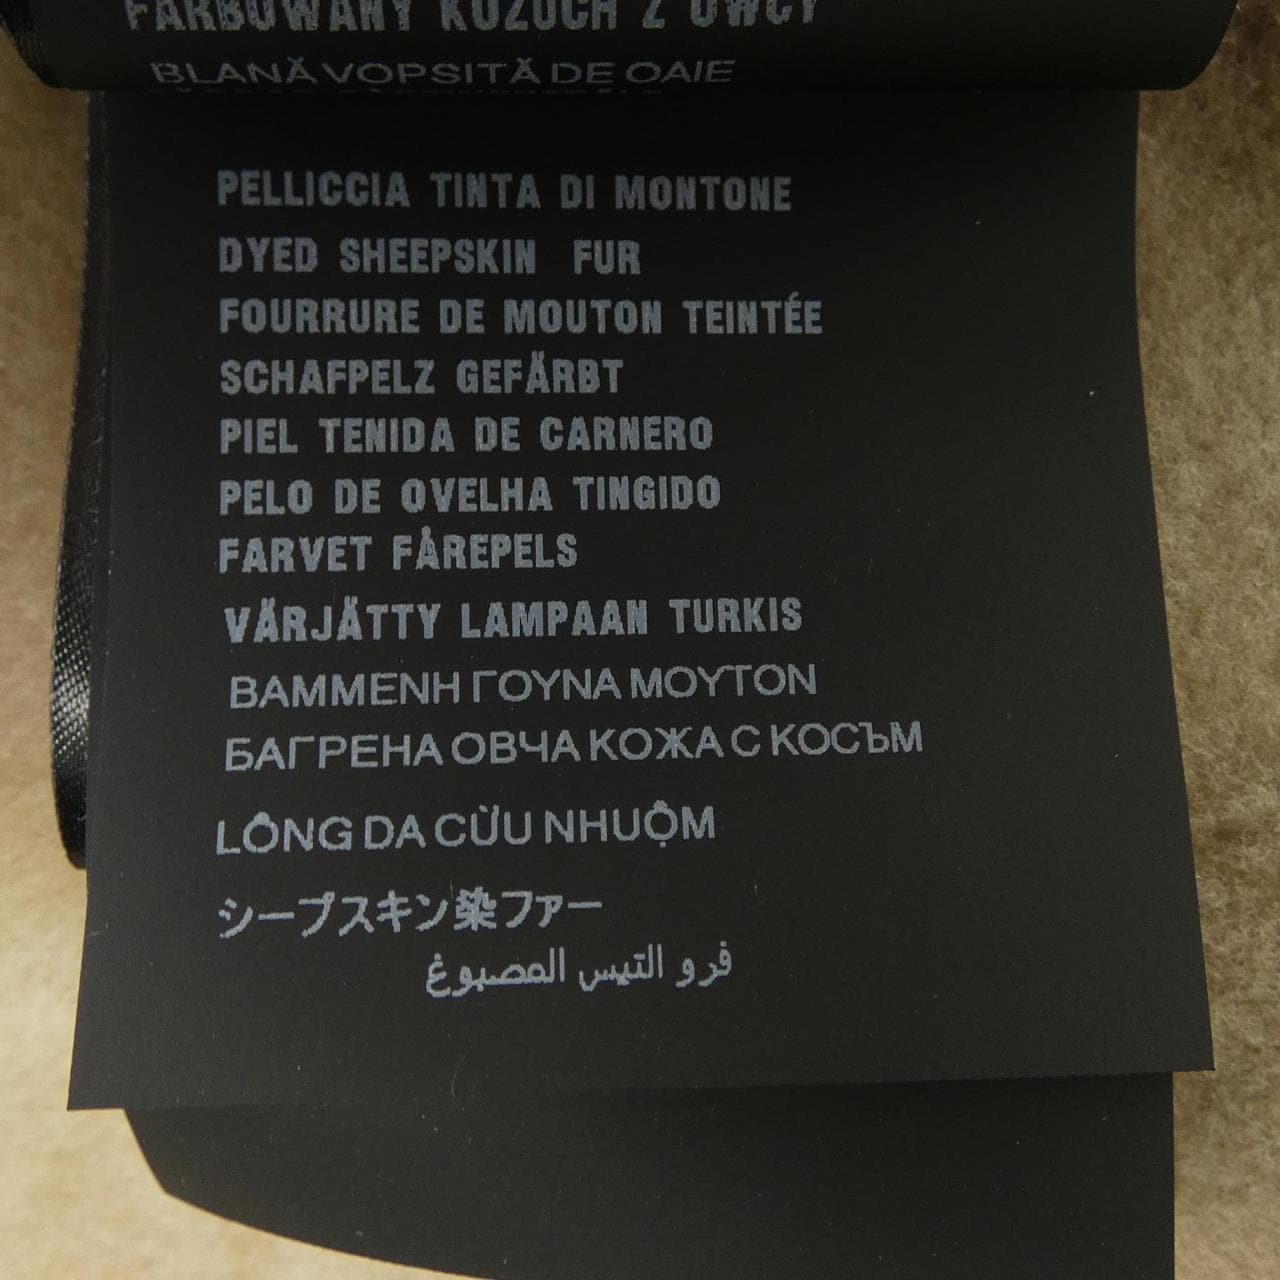 FARBOWANY KOŻUCH Z OWCY
BLANĂ VOPSITĂ DE OAIE
PELLICCIA TINTA DI MONTONE
DYED SHEEPSKIN FUR
FOURRURE DE MOUTON TEINTÉE
SCHAFPELZ GEFÄRBT
PIEL TENIDA DE CARNERO
PELO DE OVELHA TINGIDO
FARVET FÅREPELS
VÄRJÄTTY LAMPAAN TURKIS
ΒΑΜΜΕΝΗ ΓΟΥΝΑ ΜΟΥΤΟΝ
БАГРЕНА ОВЧА КОЖА С КОСЪМ
LÔNG DA CỪU NHUỘM
シープスキン染ファー
فرو التيس المصبوغ